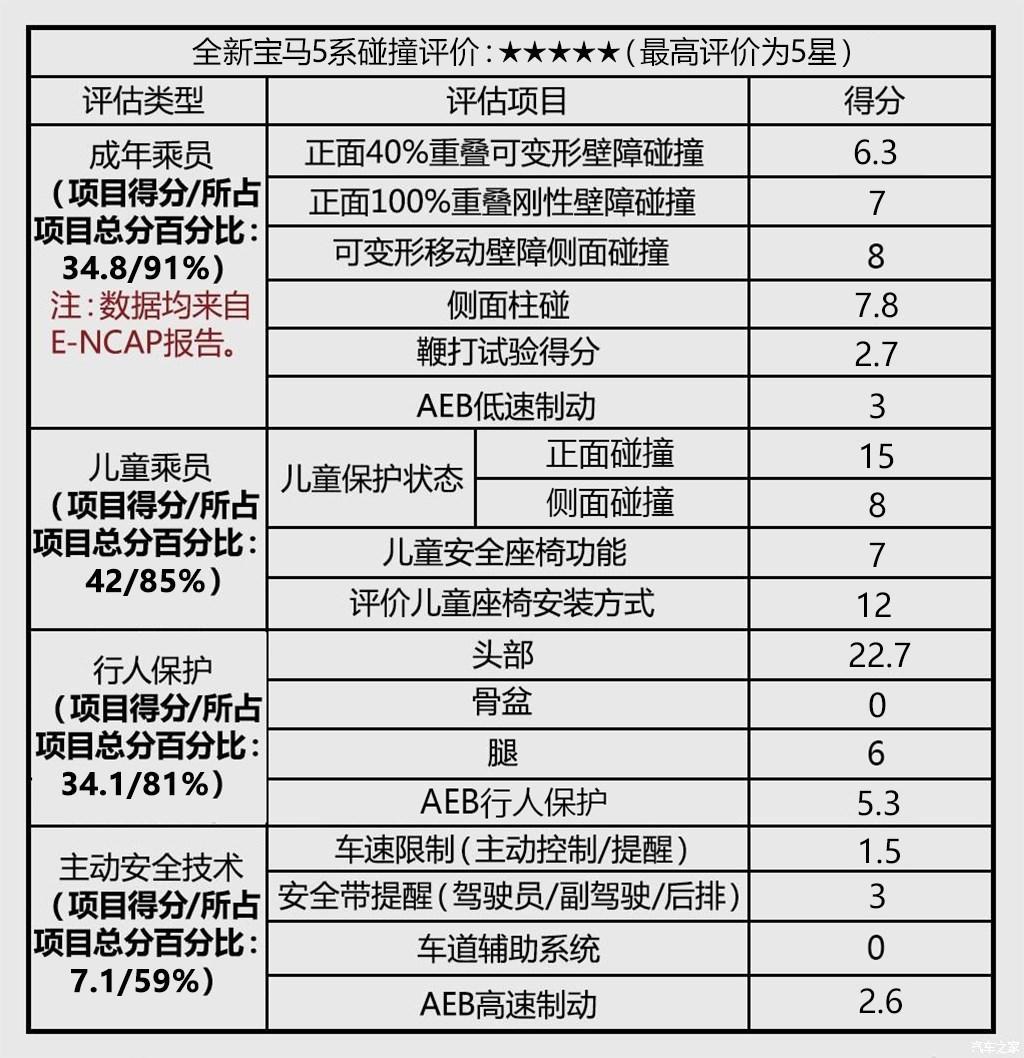 全新宝马5系碰撞评价：★★★★★（最高评价为5星）
评估类型 评估项目 得分
成年乘员
（项目得分/所占
项目总分百分比：
34.8/91%）
注：数据均来自
E-NCAP报告。
正面40%重叠可变形壁障碰撞 6.3
正面100%重叠刚性壁障碰撞 7
可变形移动壁障侧面碰撞 8
侧面柱碰 7.8
鞭打试验得分 2.7
AEB低速制动 3
儿童乘员
（项目得分/所占
项目总分百分比：
42/85%）
儿童保护状态
正面碰撞 15
侧面碰撞 8
儿童安全座椅功能 7
评价儿童座椅安装方式 12
行人保护
（项目得分/所占
项目总分百分比：
34.1/81%）
头部 22.7
骨盆 0
腿 6
AEB行人保护 5.3
主动安全技术
（项目得分/所占
项目总分百分比：
7.1/59%）
车速限制（主动控制/提醒） 1.5
安全带提醒（驾驶员/副驾驶/后排） 3
车道辅助系统 0
AEB高速制动 2.6
汽车之家